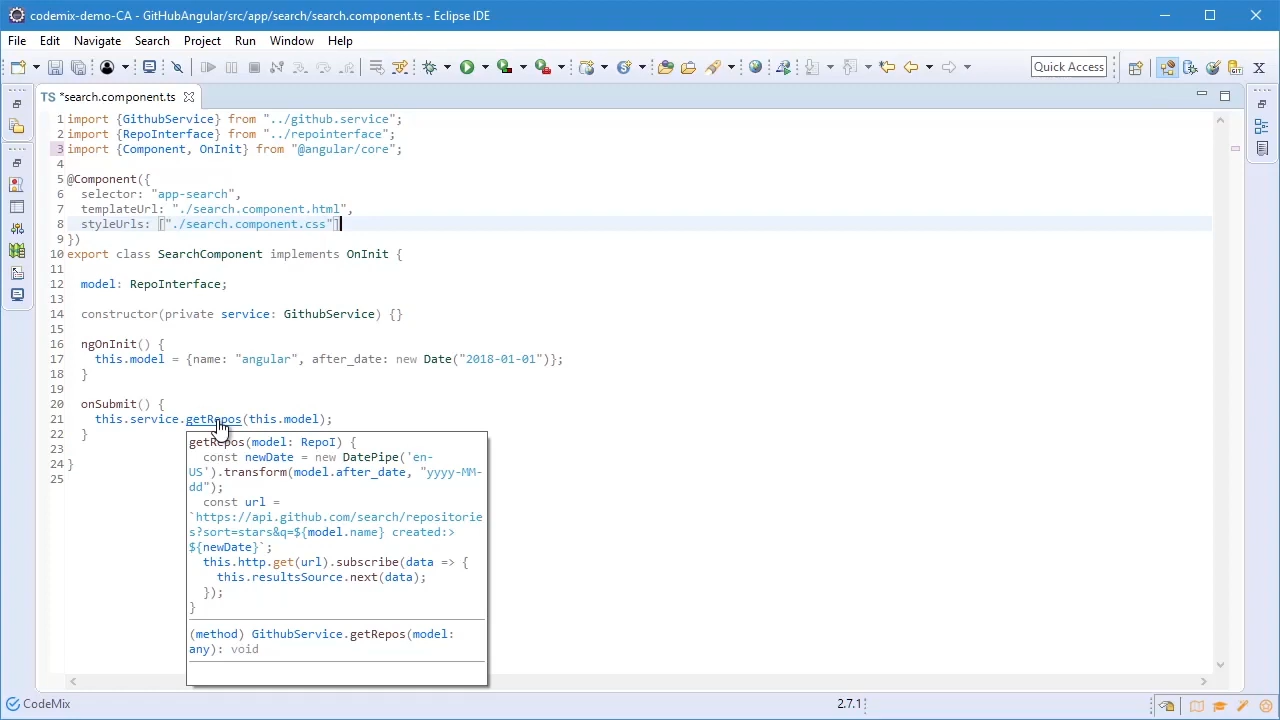 codemix-demo-CA - GitHubAngular/src/app/search/search.component.ts - Eclipse IDE
File Edit Navigate Search Project Run Window Help
Quick Access
TS *search.component.ts
1 import {GithubService} from "../github.service";
2 import {RepoInterface} from "../repointerface";
3 import {Component, OnInit} from "@angular/core";
4
5 @Component({
6 selector: "app-search",
7 templateUrl: "./search.component.html",
8 styleUrls: ["./search.component.css"]
9 })
10 export class SearchComponent implements OnInit {
11
12 model: RepoInterface;
13
14 constructor(private service: GithubService) {}
15
16 ngOnInit() {
17 this.model = {name: "angular", after_date: new Date("2018-01-01")};
18 }
19
20 onSubmit() {
21 this.service.getRepos(this.model);
22 }
23
24 }
25
getRepos(model: RepoI) {
const newDate = new DatePipe('en-
US').transform(model.after_date, "yyyy-MM-
dd");
const url =
`https://api.github.com/search/repositorie
s?sort=stars&q=${model.name} created:>
${newDate}`;
this.http.get(url).subscribe(data => {
this.resultsSource.next(data);
});
}
(method) GithubService.getRepos(model:
any): void
CodeMix
2.7.1